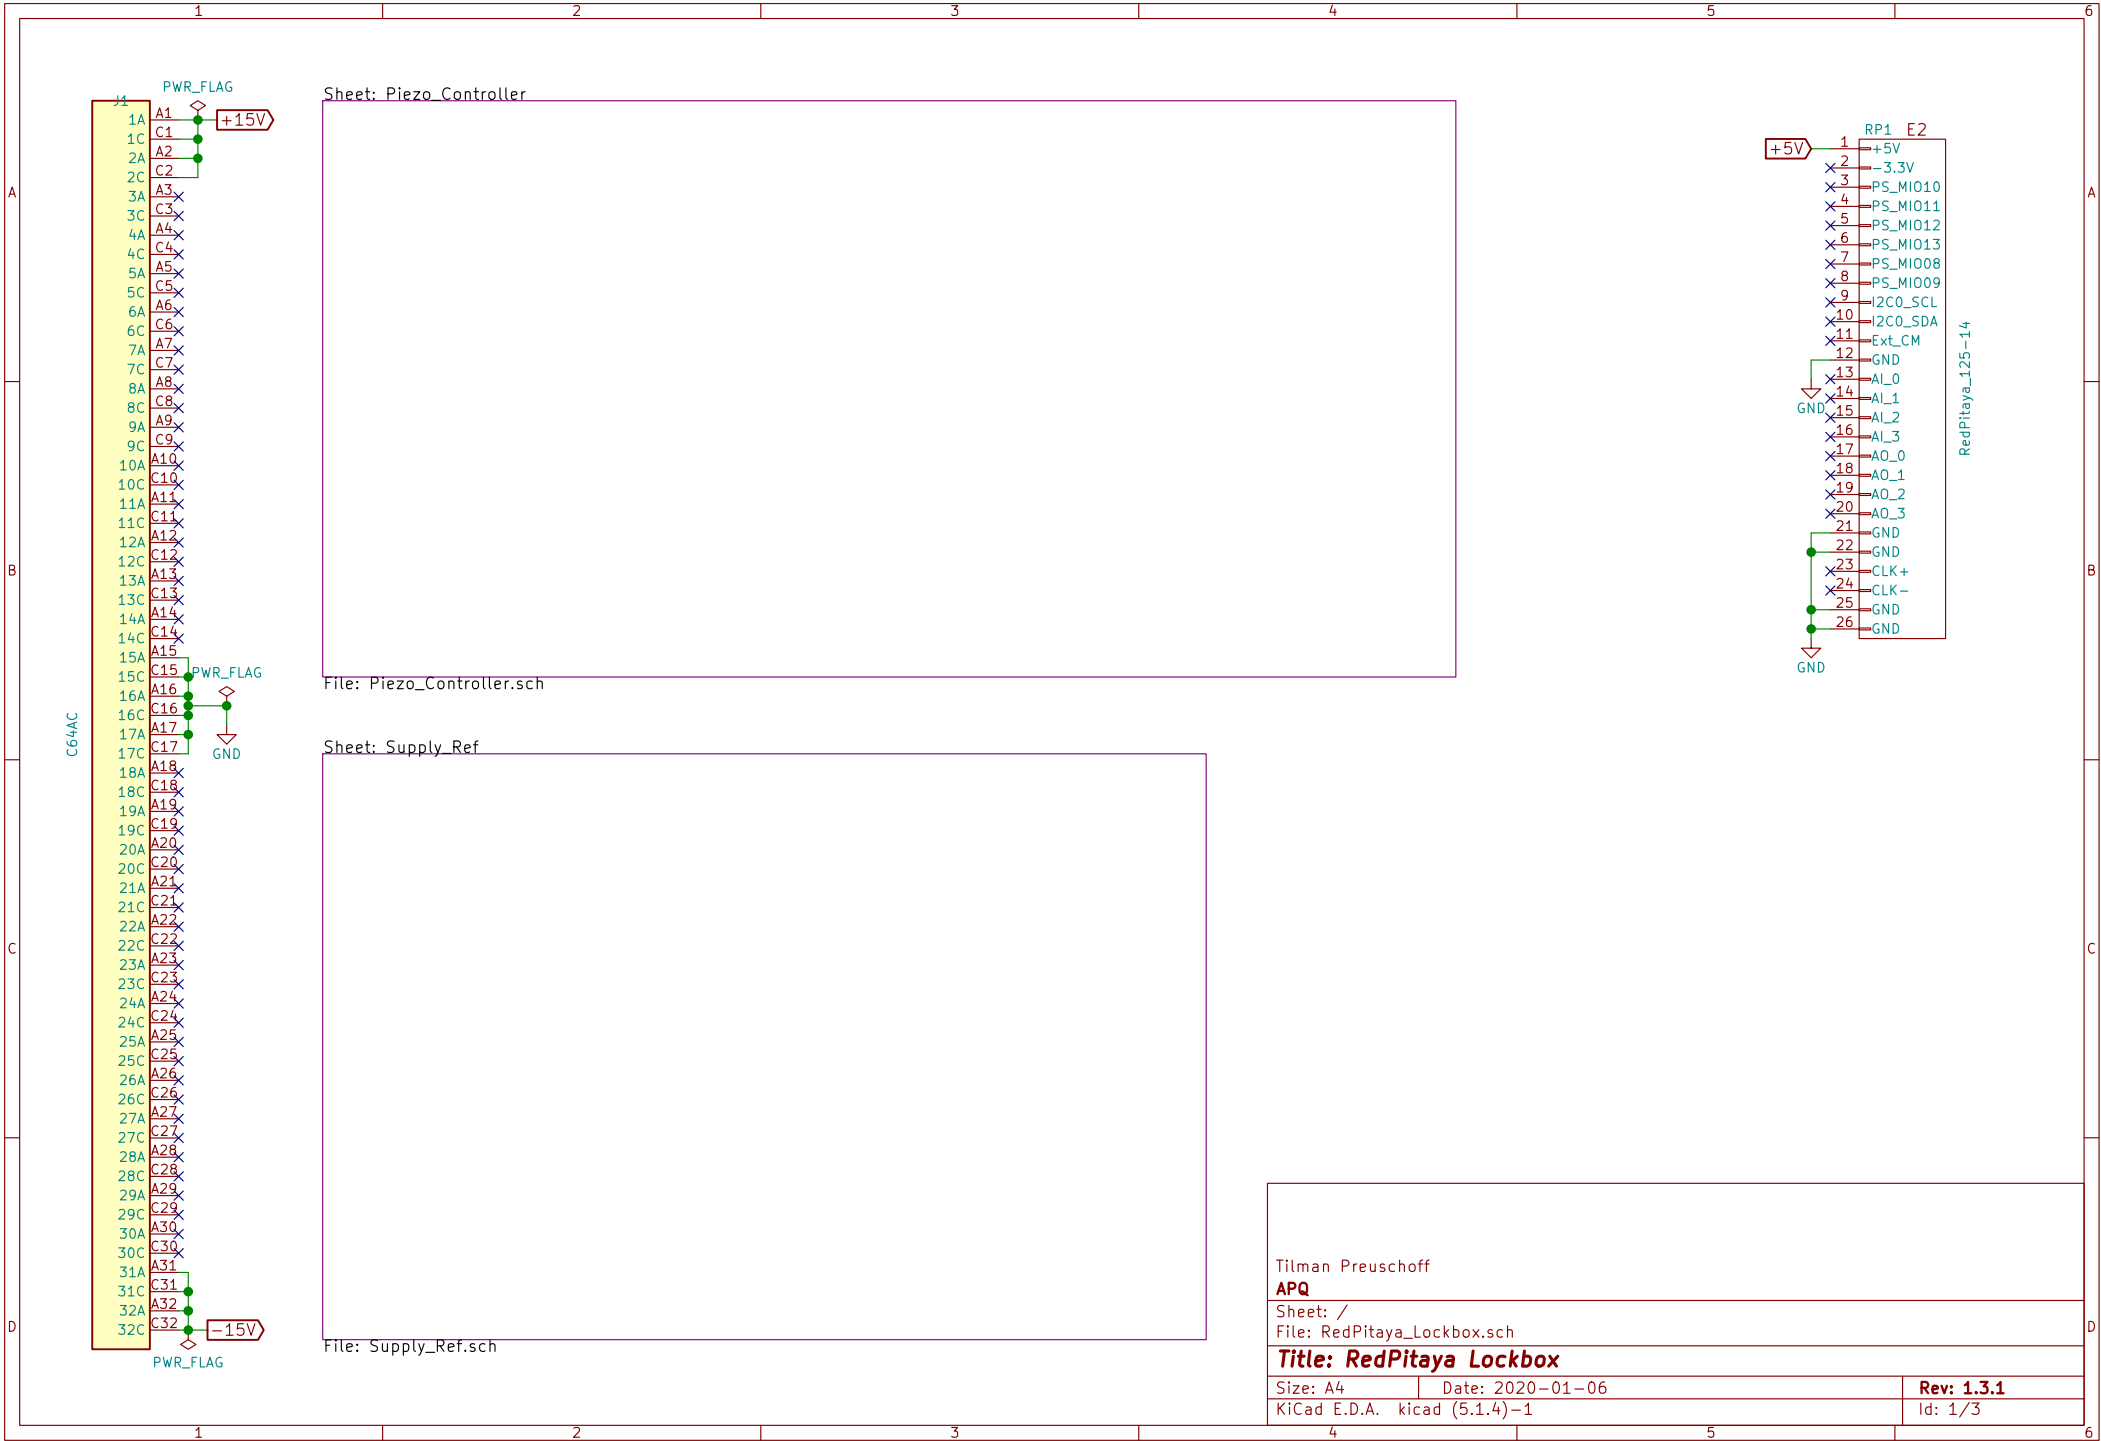 1 2 3 4 5 6
A
B
C
D
PWR_FLAG
J1
C64AC
1A A1 +15V
1C C1
2A A2
2C C2
3A A3
3C C3
4A A4
4C C4
5A A5
5C C5
6A A6
6C C6
7A A7
7C C7
8A A8
8C C8
9A A9
9C C9
10A A10
10C C10
11A A11
11C C11
12A A12
12C C12
13A A13
13C C13
14A A14
14C C14
15A A15
15C C15 PWR_FLAG
16A A16
16C C16
17A A17
17C C17 GND
18A A18
18C C18
19A A19
19C C19
20A A20
20C C20
21A A21
21C C21
22A A22
22C C22
23A A23
23C C23
24A A24
24C C24
25A A25
25C C25
26A A26
26C C26
27A A27
27C C27
28A A28
28C C28
29A A29
29C C29
30A A30
30C C30
31A A31
31C C31
32A A32
32C C32 -15V
PWR_FLAG
Sheet: Piezo_Controller
File: Piezo_Controller.sch
Sheet: Supply_Ref
File: Supply_Ref.sch
RP1 E2
+5V 1 +5V
2 -3.3V
3 PS_MIO10
4 PS_MIO11
5 PS_MIO12
6 PS_MIO13
7 PS_MIO08
8 PS_MIO09
9 I2C0_SCL
10 I2C0_SDA
11 Ext_CM
12 GND
13 AI_0
GND 14 AI_1
15 AI_2
16 AI_3
17 AO_0
18 AO_1
19 AO_2
20 AO_3
21 GND
22 GND
23 CLK+
24 CLK-
25 GND
26 GND
GND
RedPitaya_125-14
A
B
C
D
Tilman Preuschoff
APQ
Sheet: /
File: RedPitaya_Lockbox.sch
Title: RedPitaya Lockbox
Size: A4 Date: 2020-01-06 Rev: 1.3.1
KiCad E.D.A. kicad (5.1.4)-1 Id: 1/3
1 2 3 4 5 6